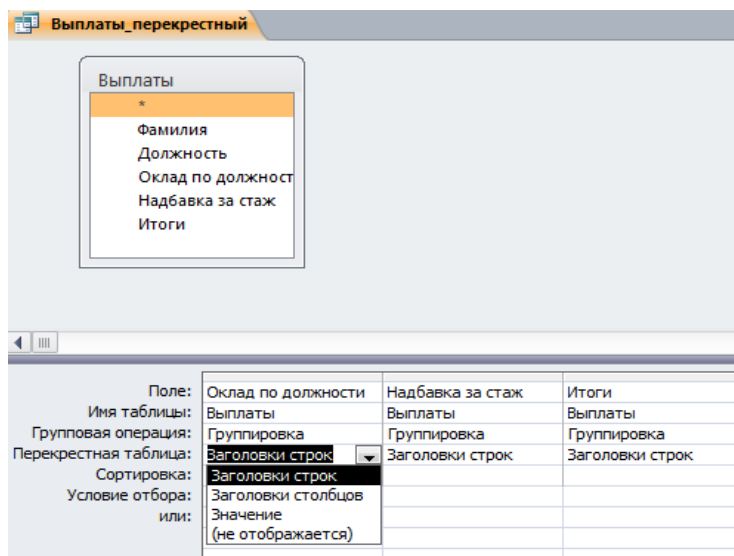 Выплаты_перекрестный
Выплаты
*
Фамилия
Должность
Оклад по должност
Надбавка за стаж
Итоги
Поле: Оклад по должности Надбавка за стаж Итоги
Имя таблицы: Выплаты Выплаты Выплаты
Групповая операция: Группировка Группировка Группировка
Перекрестная таблица: Заголовки строк Заголовки строк Заголовки строк
Сортировка: Заголовки строк
Условие отбора: Заголовки столбцов
или: Значение
(не отображается)